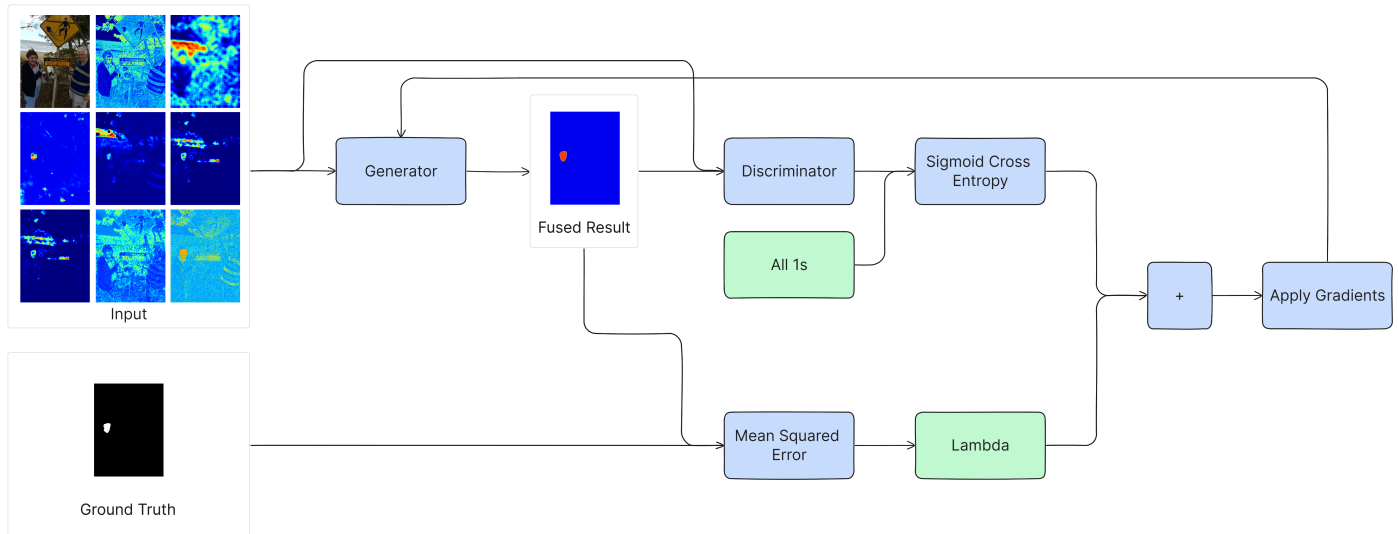 Input
Ground Truth
Generator
Fused Result
Discriminator
All 1s
Sigmoid Cross
Entropy
Mean Squared
Error
Lambda
+
Apply Gradients